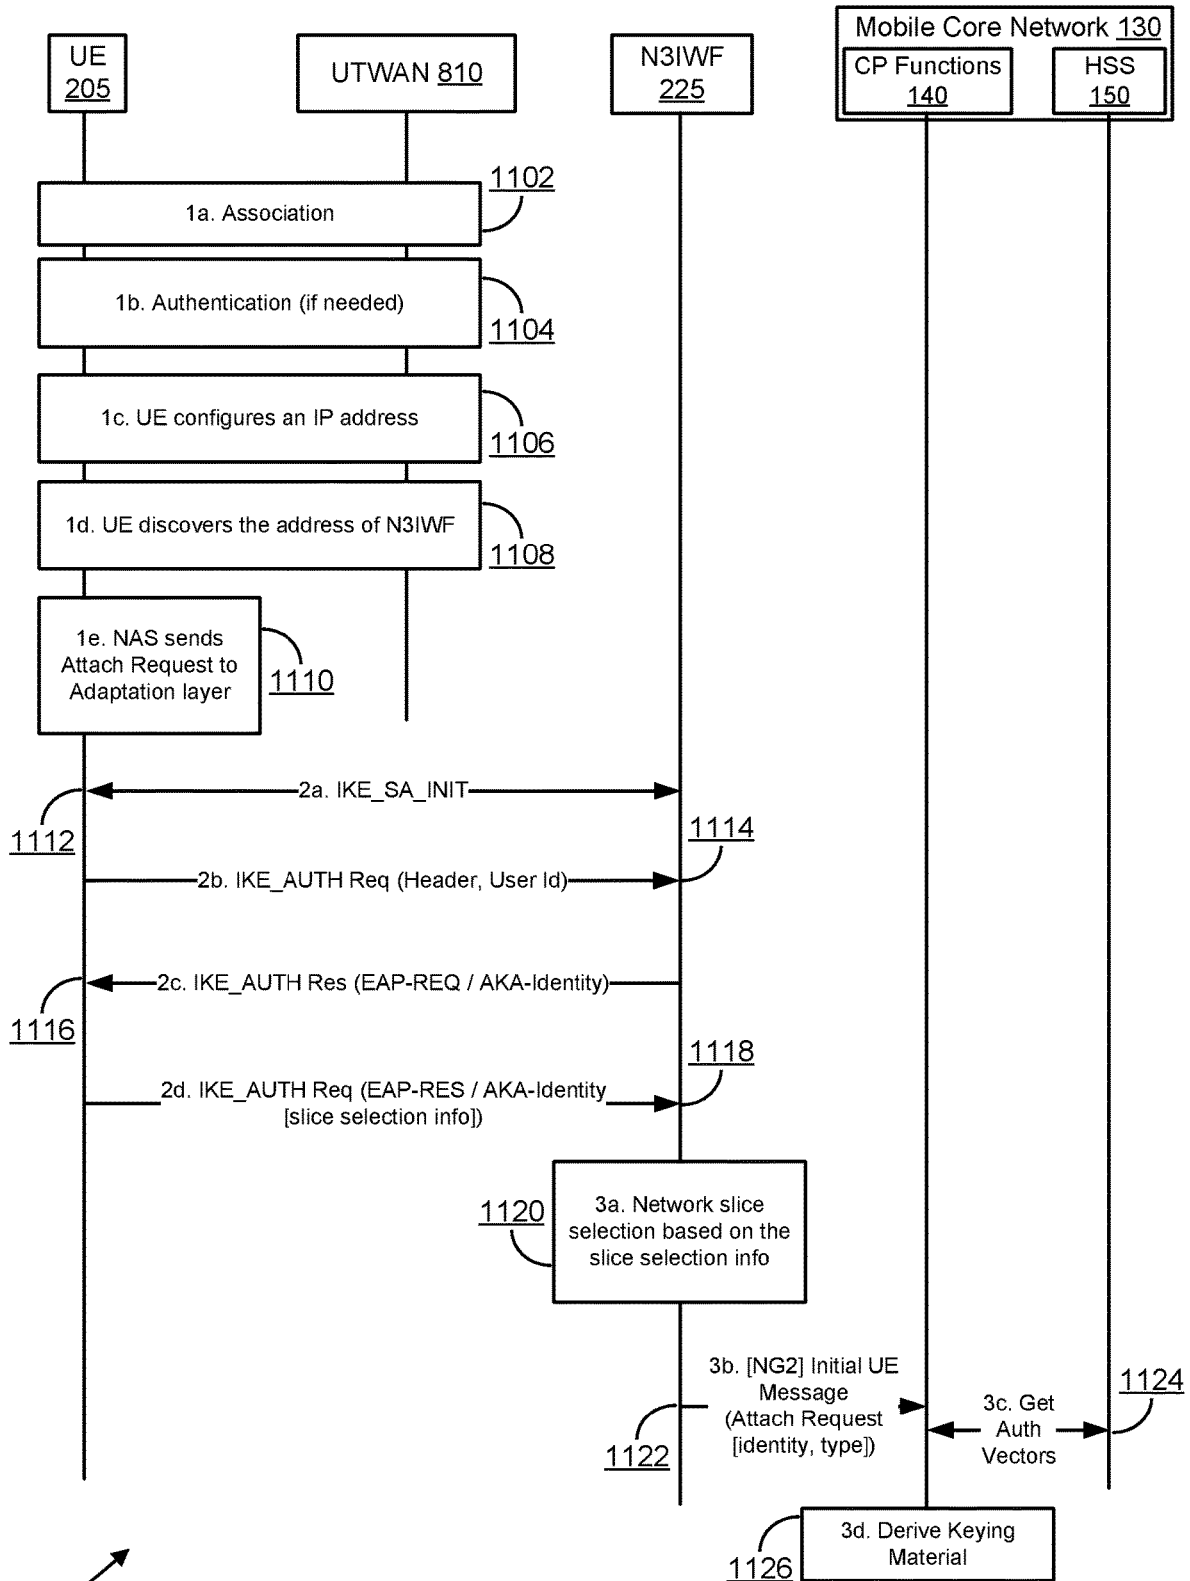 Mobile Core Network 130
UE
205
UTWAN 810
N3IWF
225
CP Functions
140
HSS
150
1a. Association
1102
1b. Authentication (if needed)
1104
1c. UE configures an IP address
1106
1d. UE discovers the address of N3IWF
1108
1e. NAS sends
Attach Request to
Adaptation layer
1110
2a. IKE_SA_INIT
1112
1114
2b. IKE_AUTH Req (Header, User Id)
2c. IKE_AUTH Res (EAP-REQ / AKA-Identity)
1116
1118
2d. IKE_AUTH Req (EAP-RES / AKA-Identity
[slice selection info])
1120
3a. Network slice
selection based on the
slice selection info
3b. [NG2] Initial UE
Message
(Attach Request
[identity, type])
1122
3c. Get
Auth
Vectors
1124
3d. Derive Keying
Material
1126